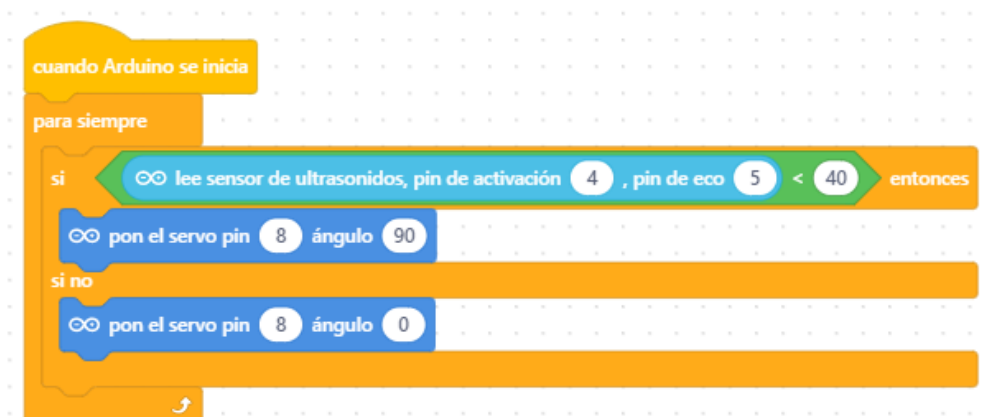 cuando Arduino se inicia
para siempre
si lee sensor de ultrasonidos, pin de activación 4 , pin de eco 5 < 40 entonces
pon el servo pin 8 ángulo 90
si no
pon el servo pin 8 ángulo 0